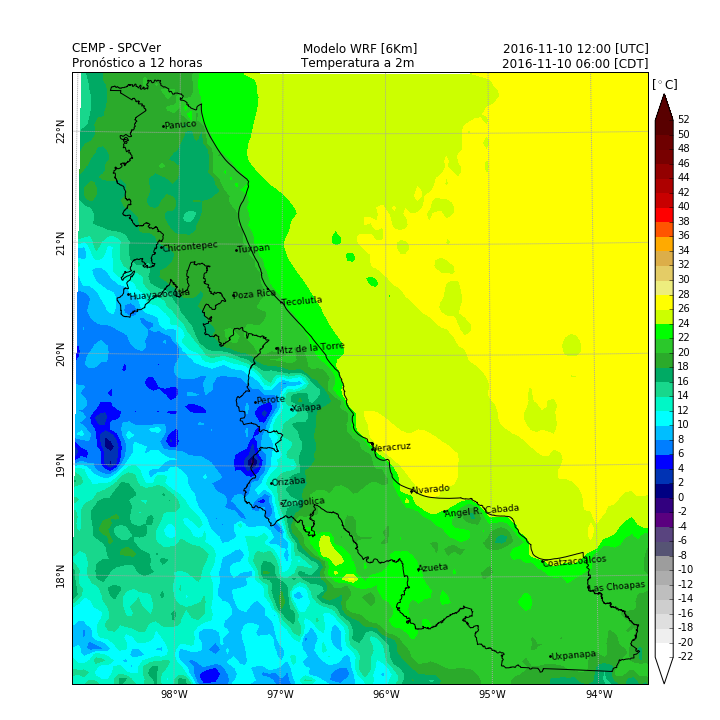 CEMP - SPCVer Modelo WRF [6Km] 2016-11-10 12:00 [UTC]
Pronóstico a 12 horas Temperatura a 2m 2016-11-10 06:00 [CDT]
[°C]
52
50
48
46
44
42
40
38
36
34
32
30
28
26
24
22
20
18
16
14
12
10
8
6
4
2
0
-2
-4
-6
-8
-10
-12
-14
-16
-18
-20
-22
22°N
21°N
20°N
19°N
18°N
Panuco
Chicontepec
Tuxpan
Huayacocotla
Poza Rica
Tecolutla
Mtz de la Torre
Perote
Xalapa
Veracruz
Orizaba
Alvarado
Zongolica
Angel R. Cabada
Coatzacoalcos
Azueta
Las Choapas
Uxpanapa
98°W 97°W 96°W 95°W 94°W